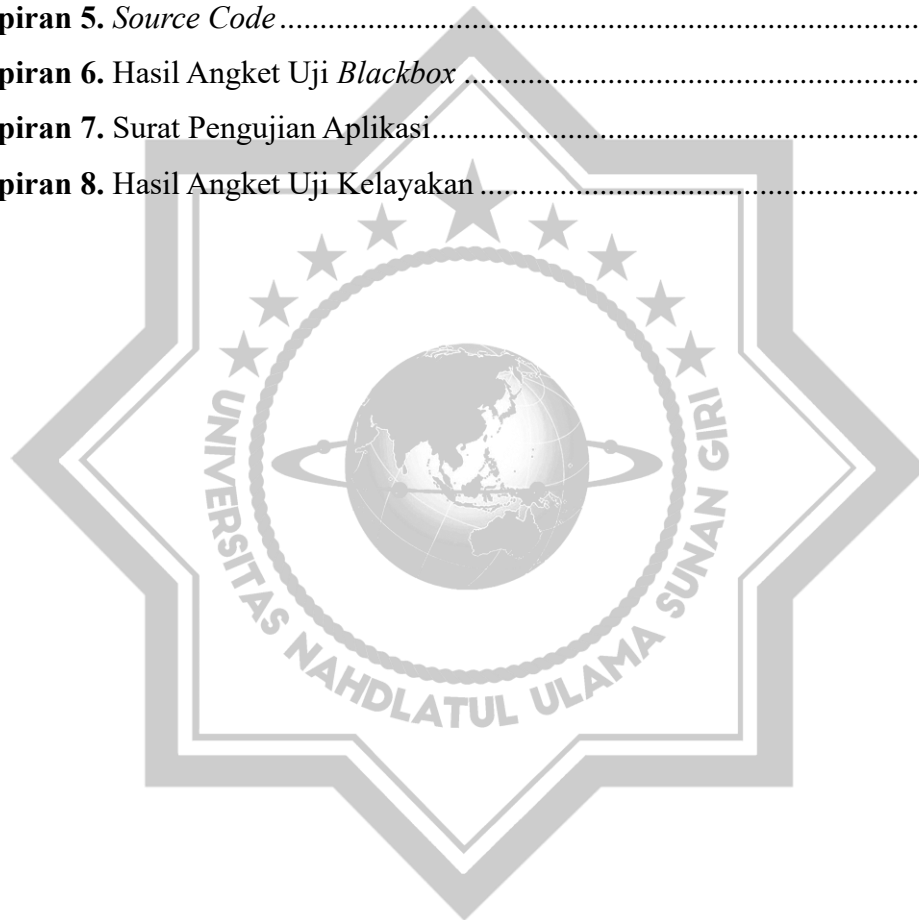 piran 5. Source Code
piran 6. Hasil Angket Uji Blackbox
piran 7. Surat Pengujian Aplikasi
piran 8. Hasil Angket Uji Kelayakan
UNIVERSITAS NAHDLATUL ULAMA SUNAN GIRI